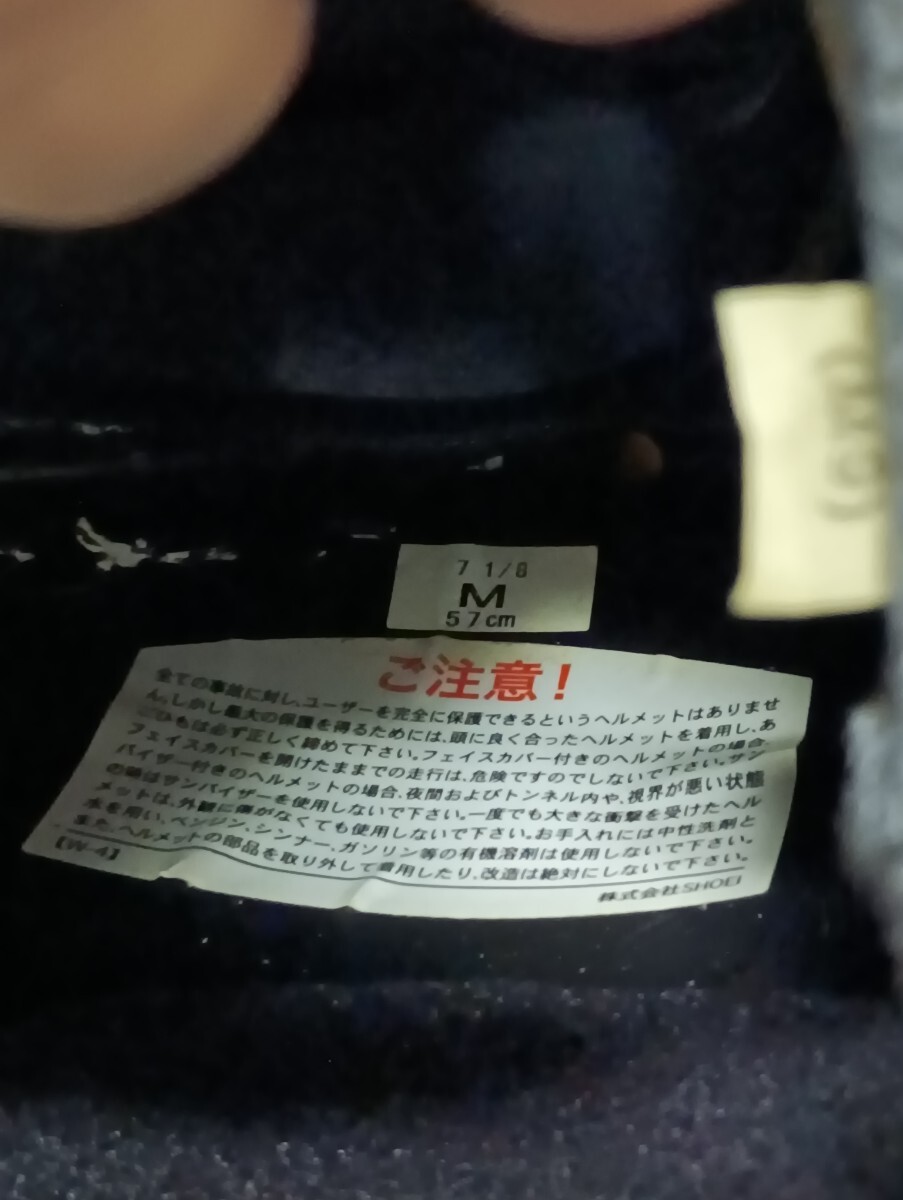 7 1/8
M
57cm
ご注意!
全ての事故に対し、ユーザーを完全に保護できるというヘルメットはありませ
ん。しかし最大の保護を得るためには、頭に良く合ったヘルメットを着用し、あ
ひもは必ず正しく締めて下さい。フェイスカバー付きのヘルメットの場合、
フェイスカバーを開けたままでの走行は、危険ですのでしないで下さい。サン
バイザー付きのヘルメットの場合、夜間およびトンネル内や、視界が悪い状態
の場はサンバイザーを使用しないで下さい。一度でも大きな衝撃を受けたヘル
メットは、外観に傷がなくても使用しないで下さい。お手入れには中性洗剤と
水を用い、ベンジン、シンナー、ガソリン等の有機溶剤は使用しないで下さい。
また、ヘルメットの部品を取り外して着用したり、改造は絶対にしないで下さい。
【W-4】
株式会社SHOEI